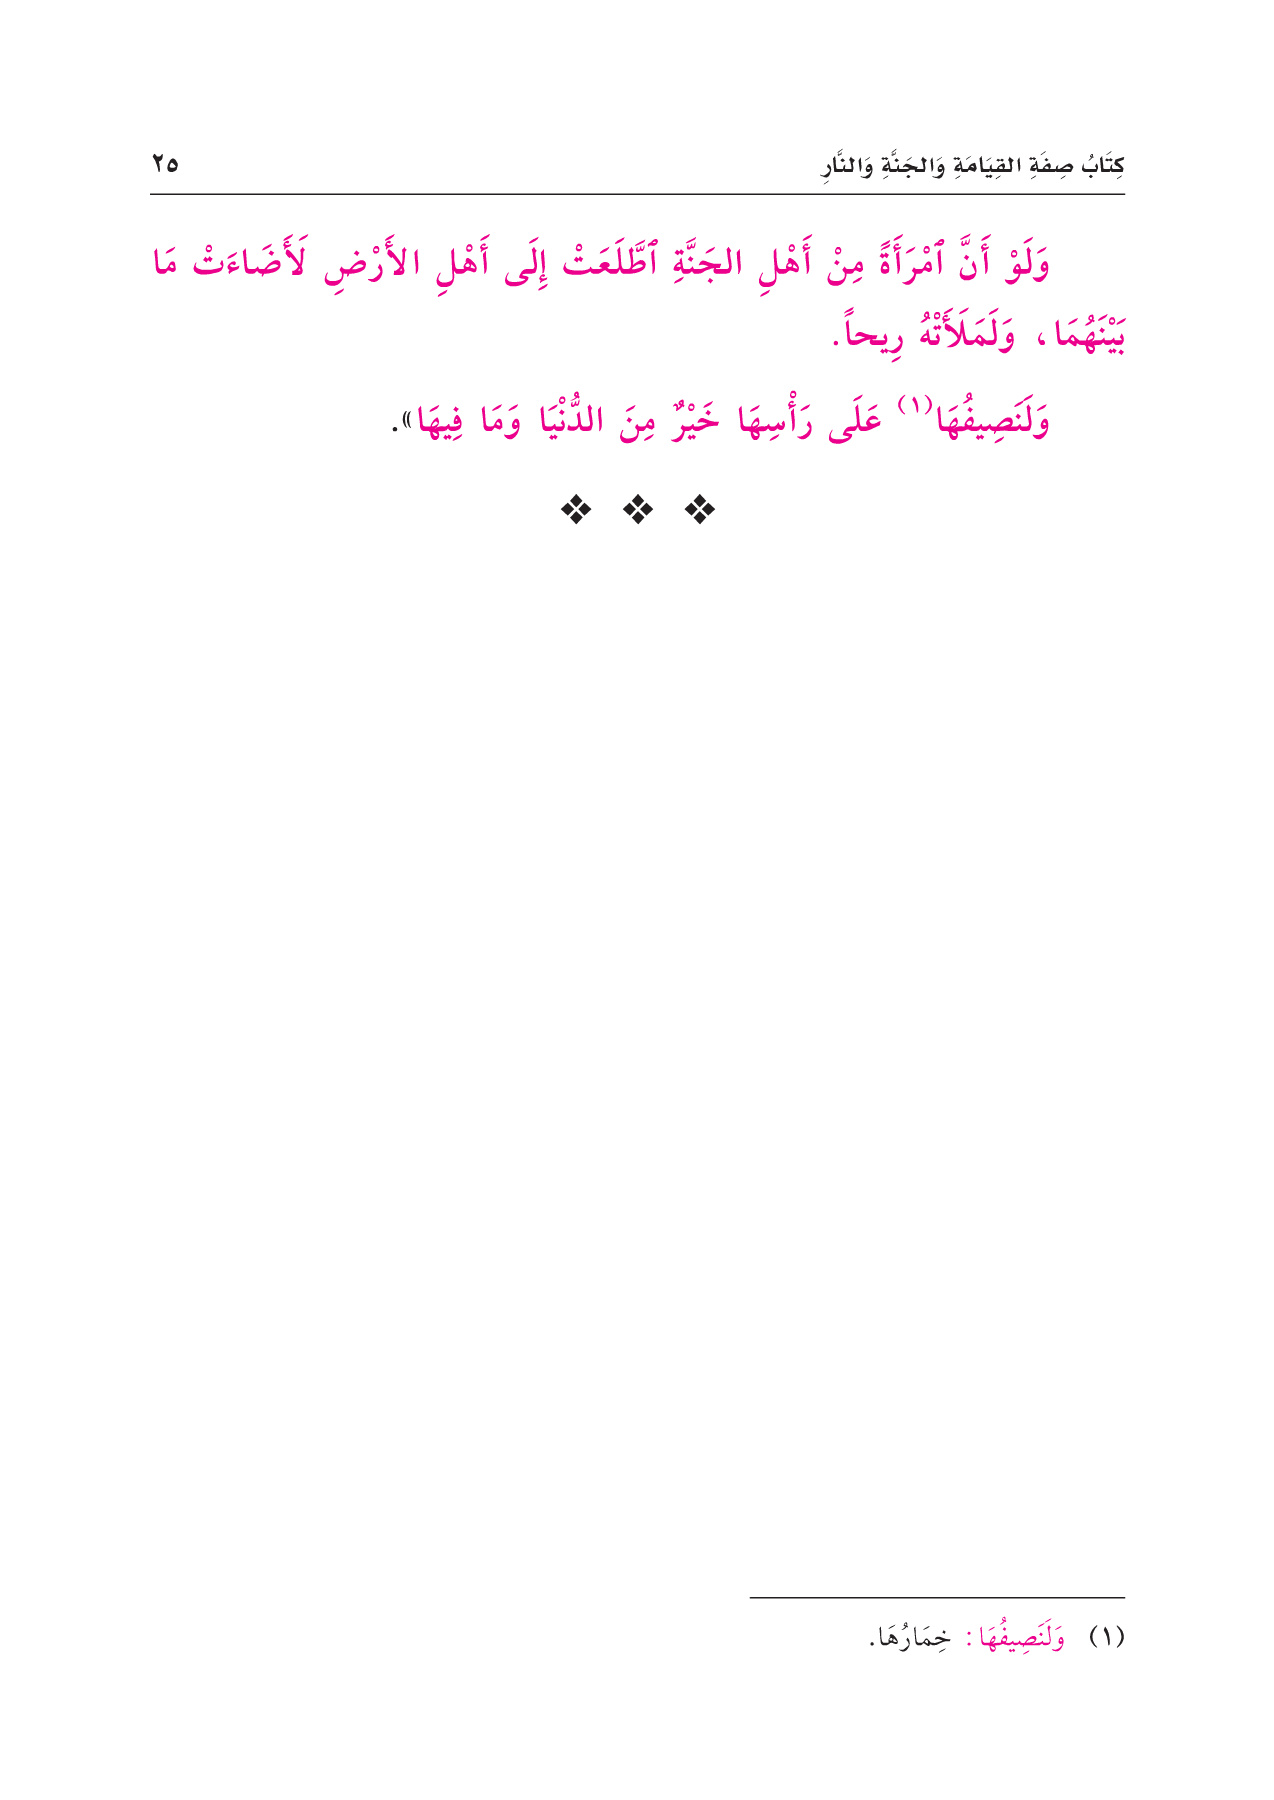 كِتَابُ صِفَةِ القِيَامَةِ وَالجَنَّةِ وَالنَّارِ ٢٥
وَلَوْ أَنَّ ٱمْرَأَةً مِنْ أَهْلِ الجَنَّةِ ٱطَّلَعَتْ إِلَى أَهْلِ الأَرْضِ لَأَضَاءَتْ مَا
بَيْنَهُمَا، وَلَمَلَأَتْهُ رِيحاً.
وَلَنَصِيفُهَا(١) عَلَى رَأْسِهَا خَيْرٌ مِنَ الدُّنْيَا وَمَا فِيهَا».
(١) وَلَنَصِيفُهَا: خِمَارُهَا.